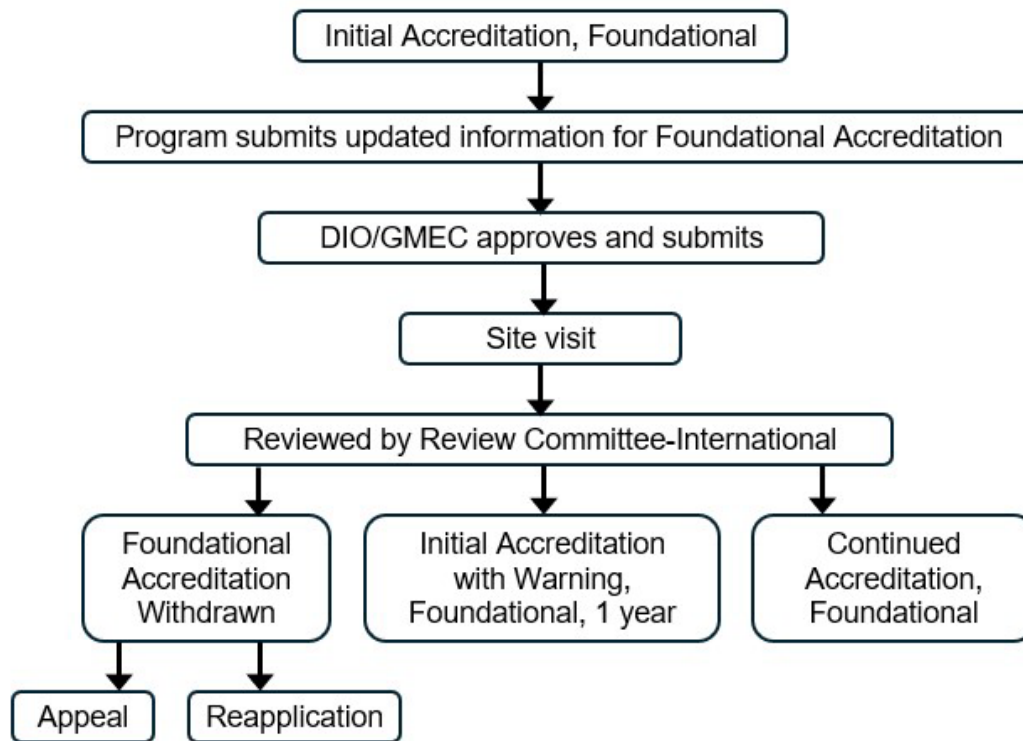 Initial Accreditation, Foundational
Program submits updated information for Foundational Accreditation
DIO/GMEC approves and submits
Site visit
Reviewed by Review Committee-International
Foundational
Accreditation
Withdrawn
Initial Accreditation
with Warning,
Foundational, 1 year
Continued
Accreditation,
Foundational
Appeal
Reapplication